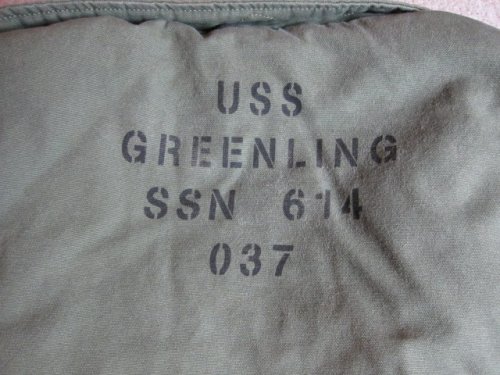 USS
GREENLING
SSN 614
037